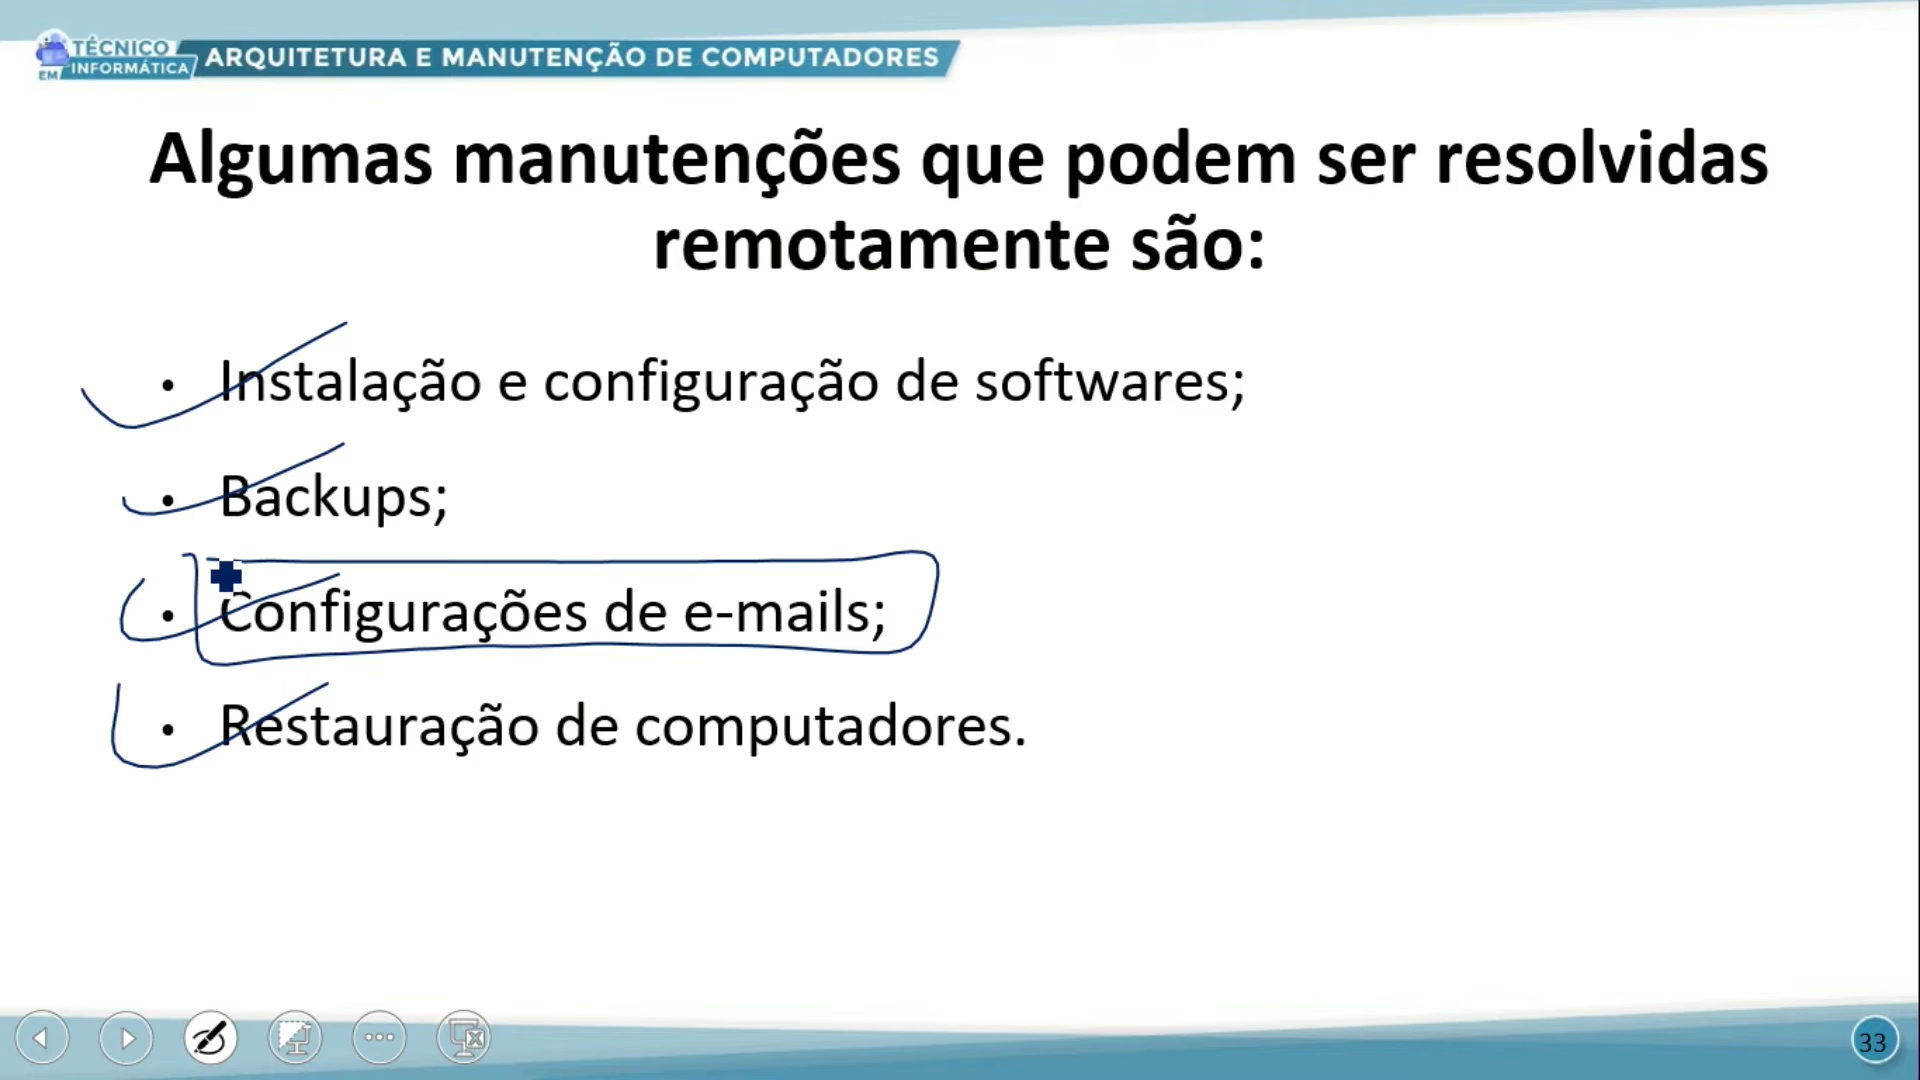 TÉCNICO
EM INFORMÁTICA
ARQUITETURA E MANUTENÇÃO DE COMPUTADORES
Algumas manutenções que podem ser resolvidas
remotamente são:
• Instalação e configuração de softwares;
• Backups;
• Configurações de e-mails;
• Restauração de computadores.
33